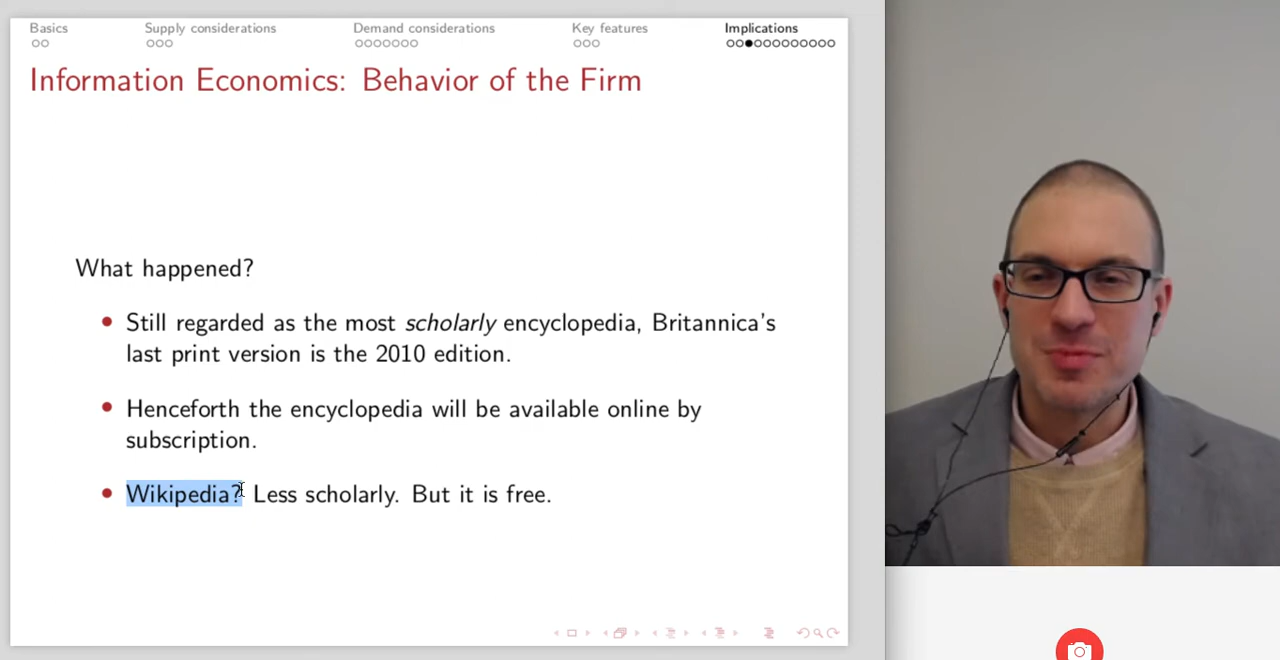 Basics Supply considerations Demand considerations Key features Implications
Information Economics: Behavior of the Firm
What happened?
Still regarded as the most scholarly encyclopedia, Britannica's
last print version is the 2010 edition.
Henceforth the encyclopedia will be available online by
subscription.
Wikipedia? Less scholarly. But it is free.